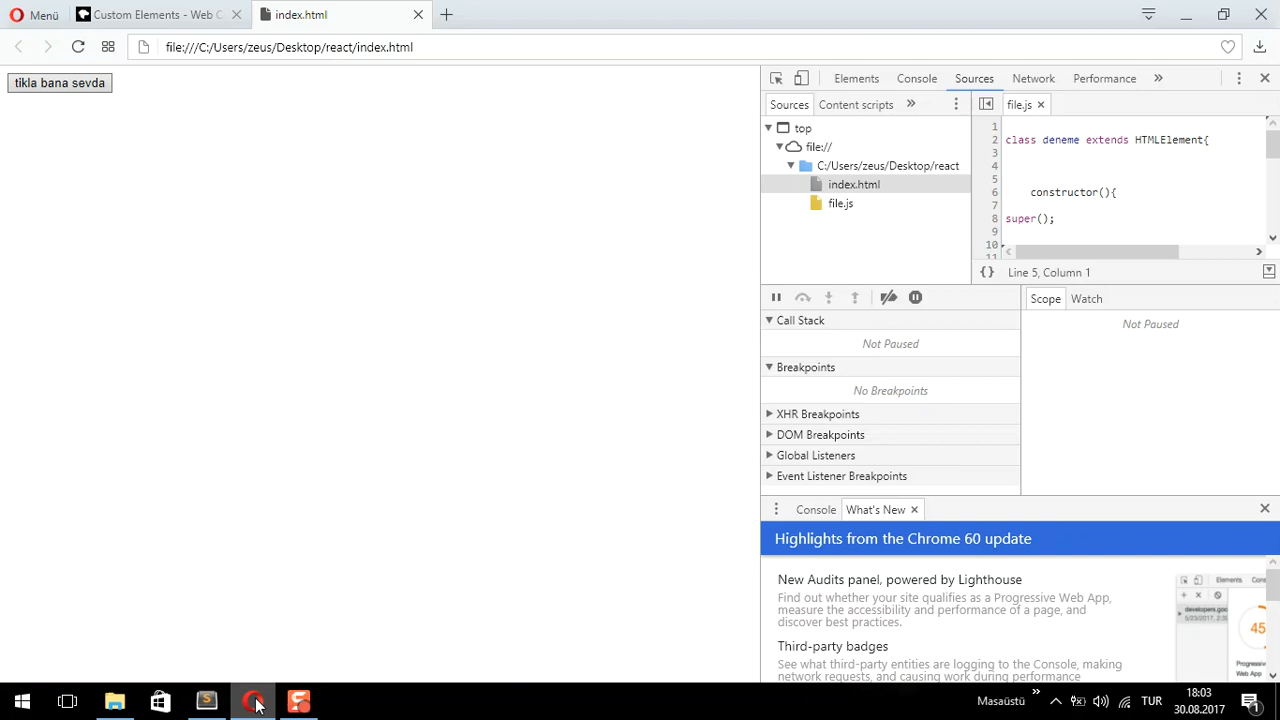 Menü
Custom Elements - Web C
index.html
file:///C:/Users/zeus/Desktop/react/index.html
tikla bana sevda
Elements
Console
Sources
Network
Performance
Sources
Content scripts
file.js
top
file://
C:/Users/zeus/Desktop/react
index.html
file.js
1
2 class deneme extends HTMLElement{
3
4
5
6 constructor(){
7
8 super();
9
10
11
{ } Line 5, Column 1
Scope
Watch
Not Paused
Call Stack
Not Paused
Breakpoints
No Breakpoints
XHR Breakpoints
DOM Breakpoints
Global Listeners
Event Listener Breakpoints
Console
What's New
Highlights from the Chrome 60 update
New Audits panel, powered by Lighthouse
Find out whether your site qualifies as a Progressive Web App,
measure the accessibility and performance of a page, and
discover best practices.
Third-party badges
See what third-party entities are logging to the Console, making
network requests, and causing work during performance
Elements
45
Progressive
Web App
Masaüstü
TUR
18:03
30.08.2017
1